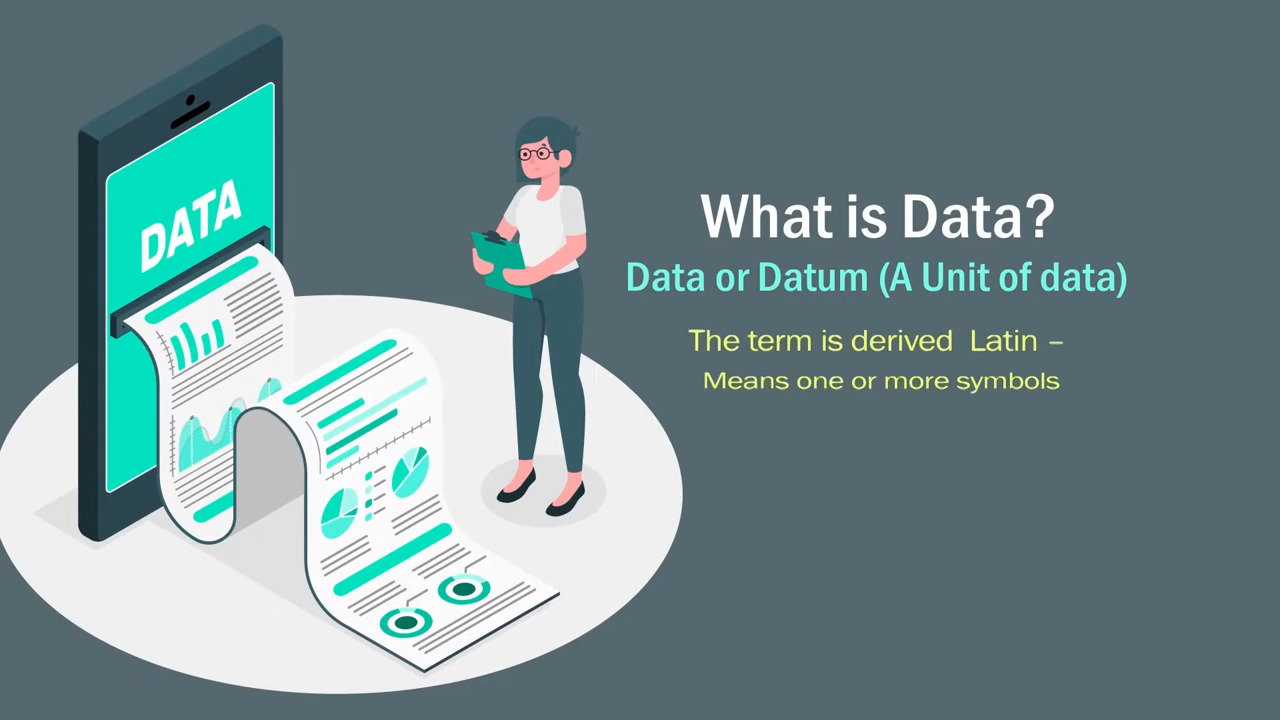 DATA
What is Data?
Data or Datum (A Unit of data)
The term is derived  Latin –
Means one or more symbols